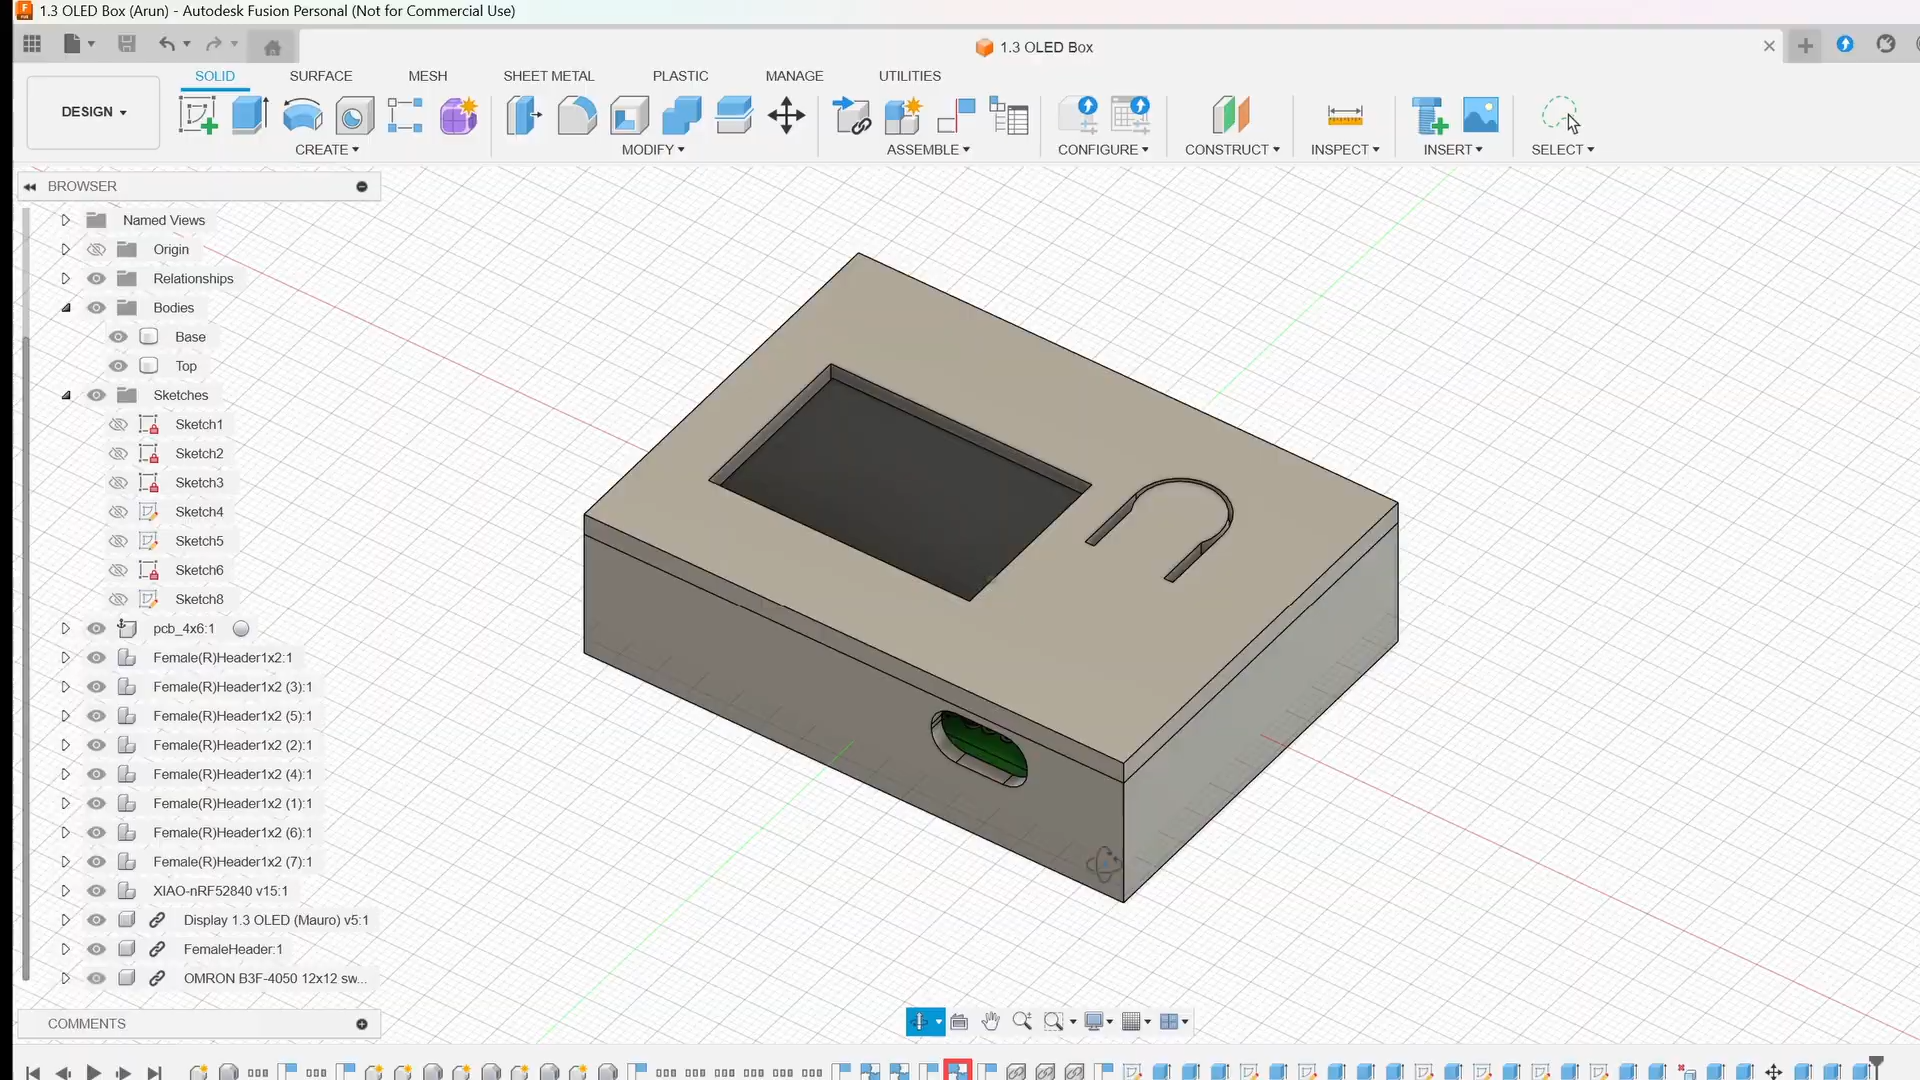 1.3 OLED Box (Arun) - Autodesk Fusion Personal (Not for Commercial Use)
1.3 OLED Box
SOLID SURFACE MESH SHEET METAL PLASTIC MANAGE UTILITIES
DESIGN
CREATE MODIFY ASSEMBLE CONFIGURE CONSTRUCT INSPECT INSERT SELECT
BROWSER
Named Views
Origin
Relationships
Bodies
Base
Top
Sketches
Sketch1
Sketch2
Sketch3
Sketch4
Sketch5
Sketch6
Sketch8
pcb_4x6:1
Female(R)Header1x2:1
Female(R)Header1x2 (3):1
Female(R)Header1x2 (5):1
Female(R)Header1x2 (2):1
Female(R)Header1x2 (4):1
Female(R)Header1x2 (1):1
Female(R)Header1x2 (6):1
Female(R)Header1x2 (7):1
XIAO-nRF52840 v15:1
Display 1.3 OLED (Mauro) v5:1
FemaleHeader:1
OMRON B3F-4050 12x12 sw...
COMMENTS